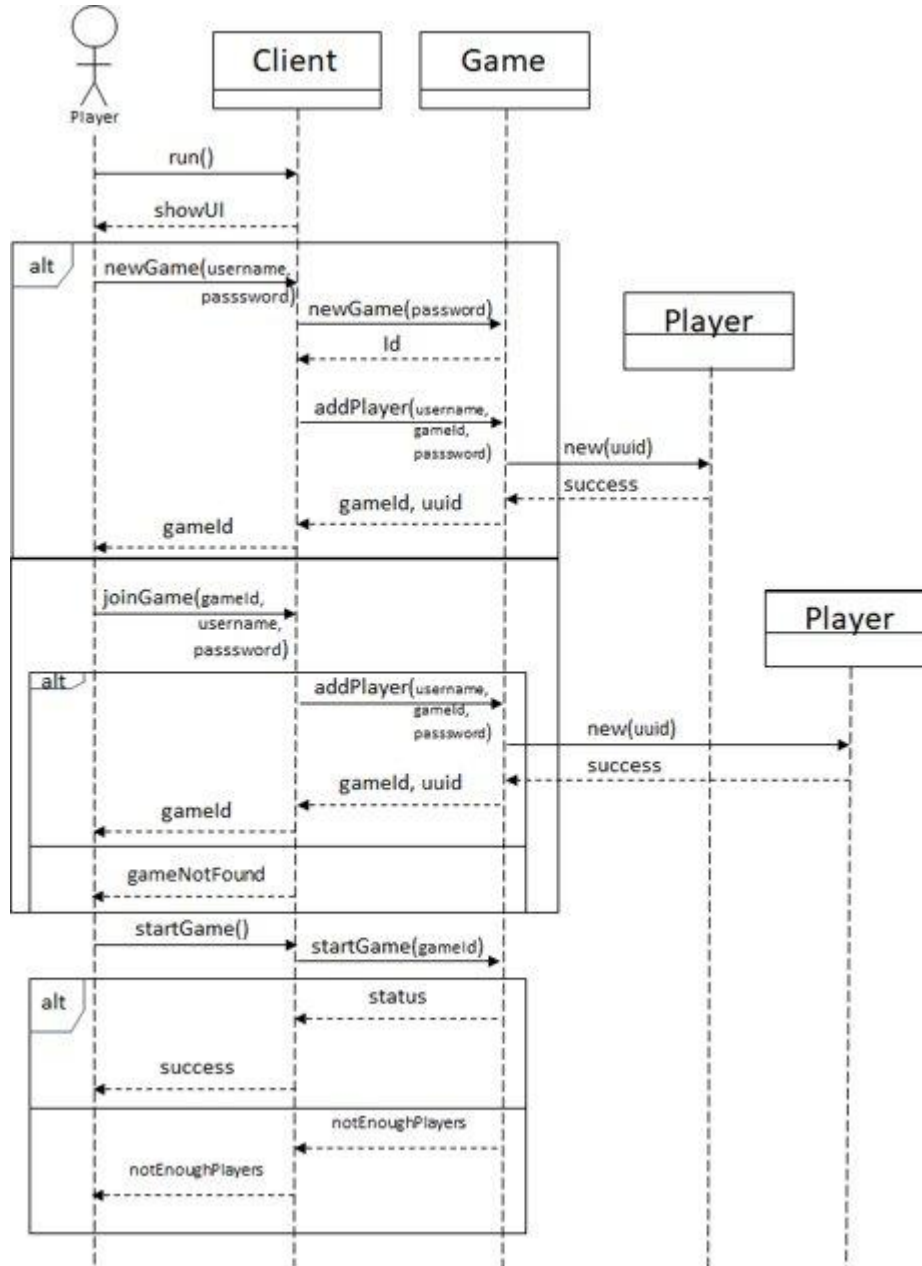 Client
Game
Player
run()
showUI
alt
newGame(username,
passsword)
newGame(password)
Id
Player
addPlayer(username,
gameId,
passsword)
new(uuid)
success
gameId, uuid
gameId
joinGame(gameId,
username,
passsword)
Player
alt
addPlayer(username,
gameId,
passsword)
new(uuid)
success
gameId, uuid
gameId
gameNotFound
startGame()
startGame(gameId)
alt
status
success
notEnoughPlayers
notEnoughPlayers